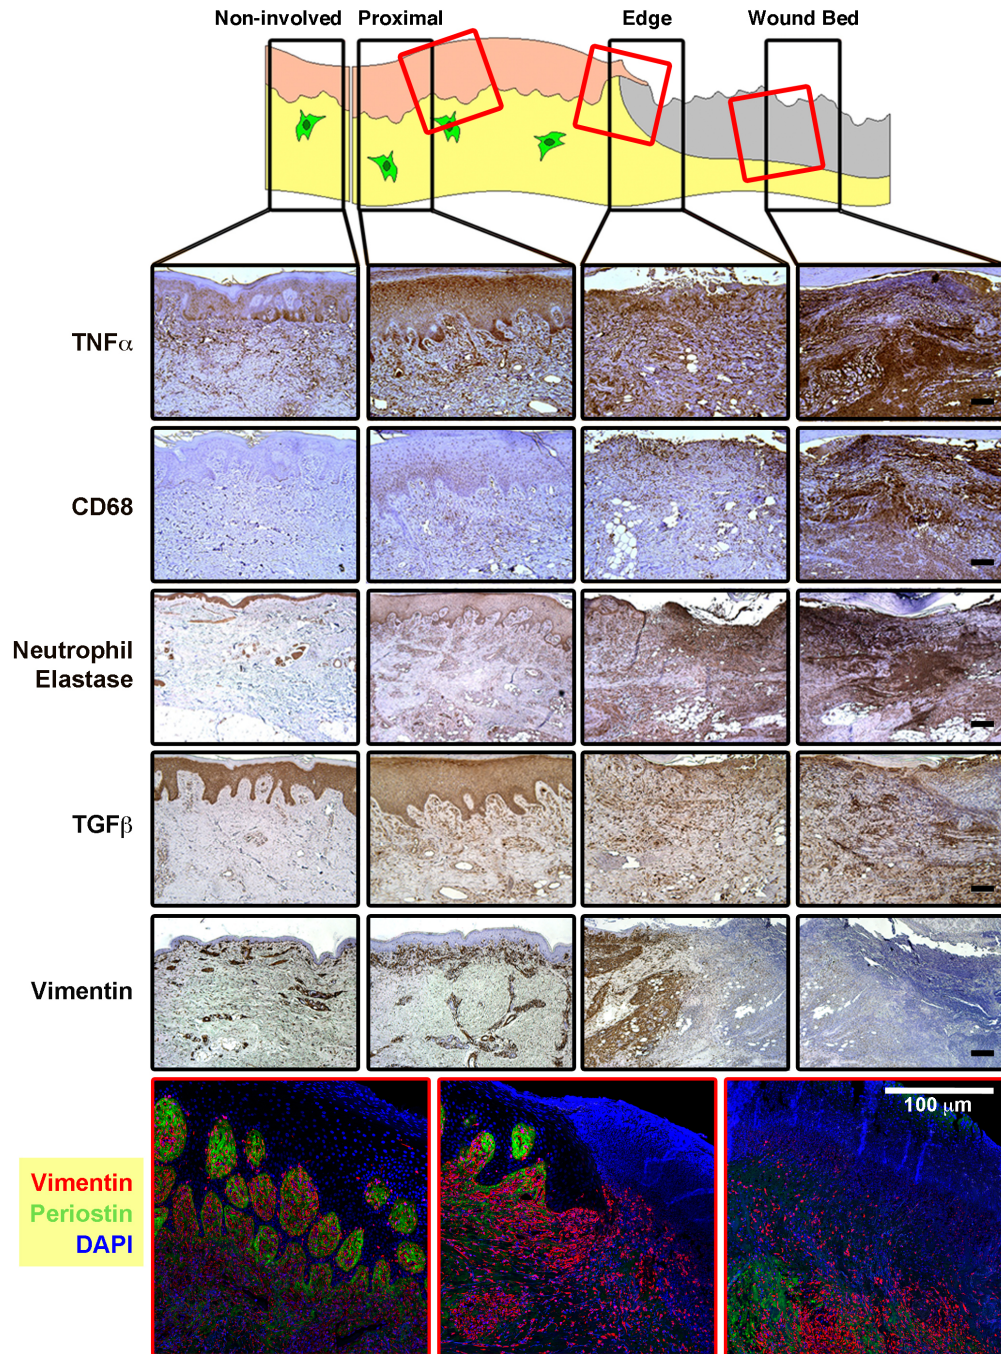 Non-involved Proximal Edge Wound Bed
TNFα
CD68
Neutrophil
Elastase
TGFβ
Vimentin
100 µm
Vimentin
Periostin
DAPI